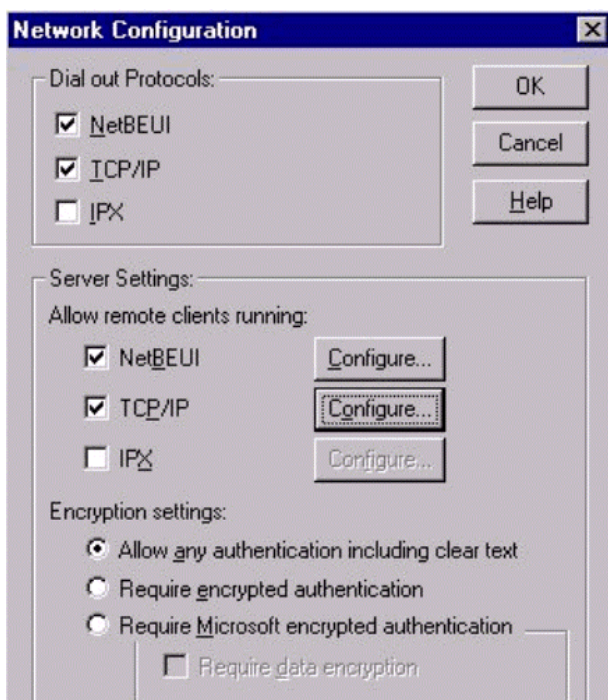 Network Configuration
Dial out Protocols:
OK
NetBEUI
Cancel
TCP/IP
Help
IPX
Server Settings:
Allow remote clients running:
NetBEUI Configure...
TCP/IP Configure...
IPX Configure...
Encryption settings:
Allow any authentication including clear text
Require encrypted authentication
Require Microsoft encrypted authentication
Require data encryption